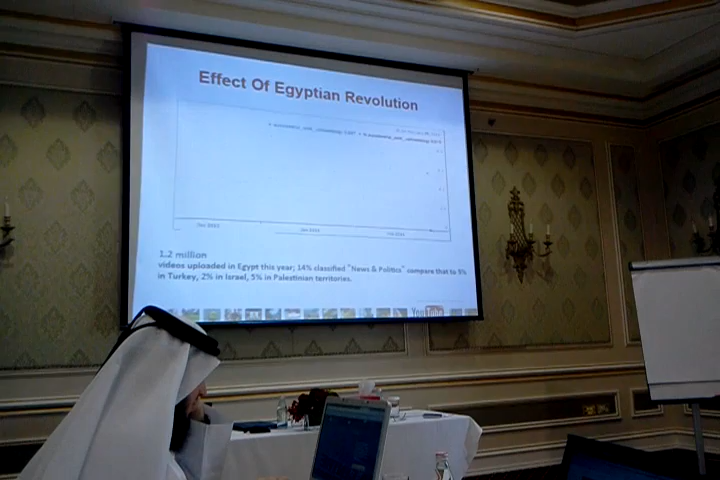 Effect Of Egyptian Revolution
1.2 million
videos uploaded in Egypt this year; 14% classified "News & Politics" compare that to 5%
in Turkey, 2% in Israel, 5% in Palestinian territories.
YouTube